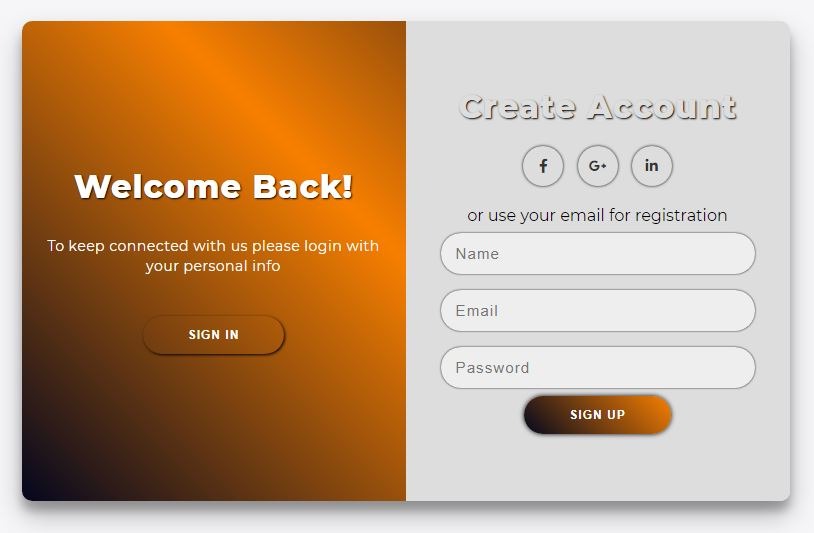 Welcome Back!
To keep connected with us please login with
your personal info
SIGN IN
Create Account
f
G+
in
or use your email for registration
Name
Email
Password
SIGN UP